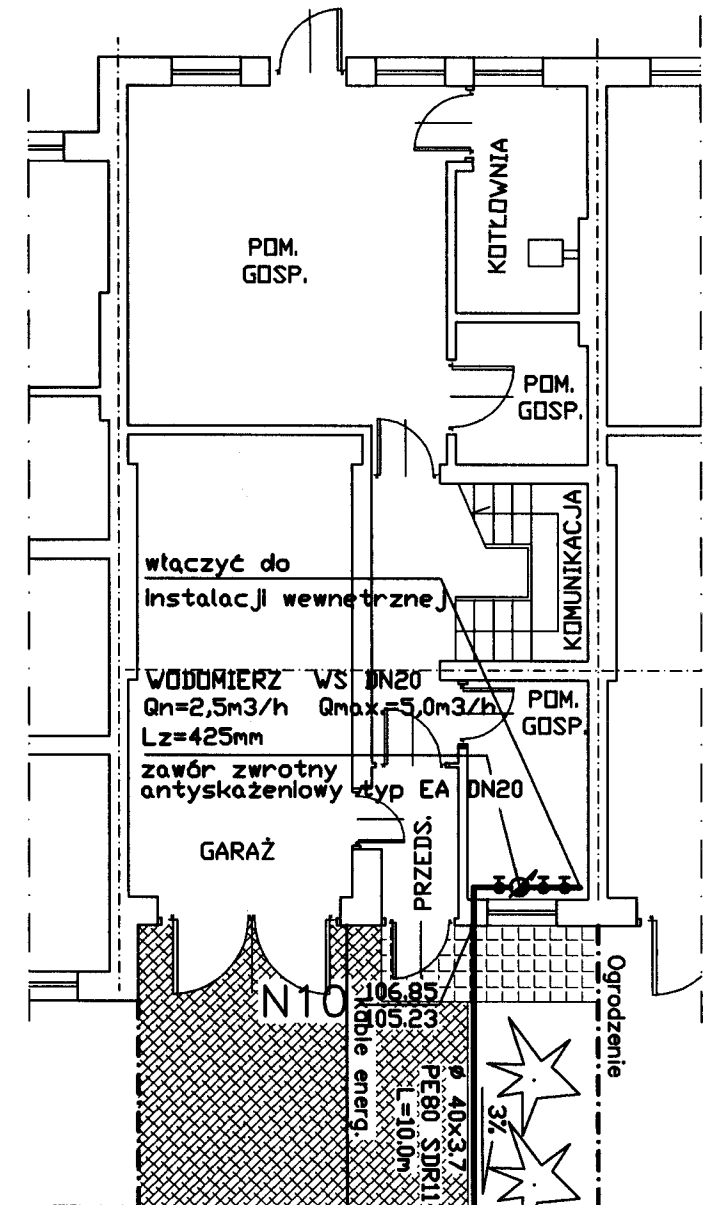 KOTŁOWNIA
POM.
GOSP.
POM.
GOSP.
KOMUNIKACJA
włączyć do
instalacji wewnetrznej
WODOMIERZ WS DN20
Qn=2,5m3/h Qmax.=5,0m3/h
POM.
GOSP.
Lz=425mm
zawór zwrotny
antyskażeniowy typ EA DN20
GARAŻ
PRZEDS.
N10
106.85
105.23
Ogrodzenie
kable energ.
ø 40x3.7
PE80 SDR11
L=10.0m
3%